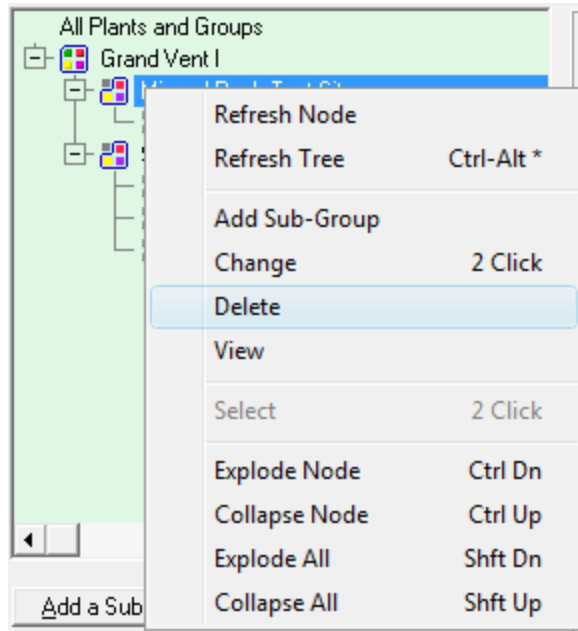 All Plants and Groups
Grand Vent I
Refresh Node
Refresh Tree Ctrl-Alt *
Add Sub-Group
Change 2 Click
Delete
View
Select 2 Click
Explode Node Ctrl Dn
Collapse Node Ctrl Up
Explode All Shft Dn
Collapse All Shft Up
Add a Sub